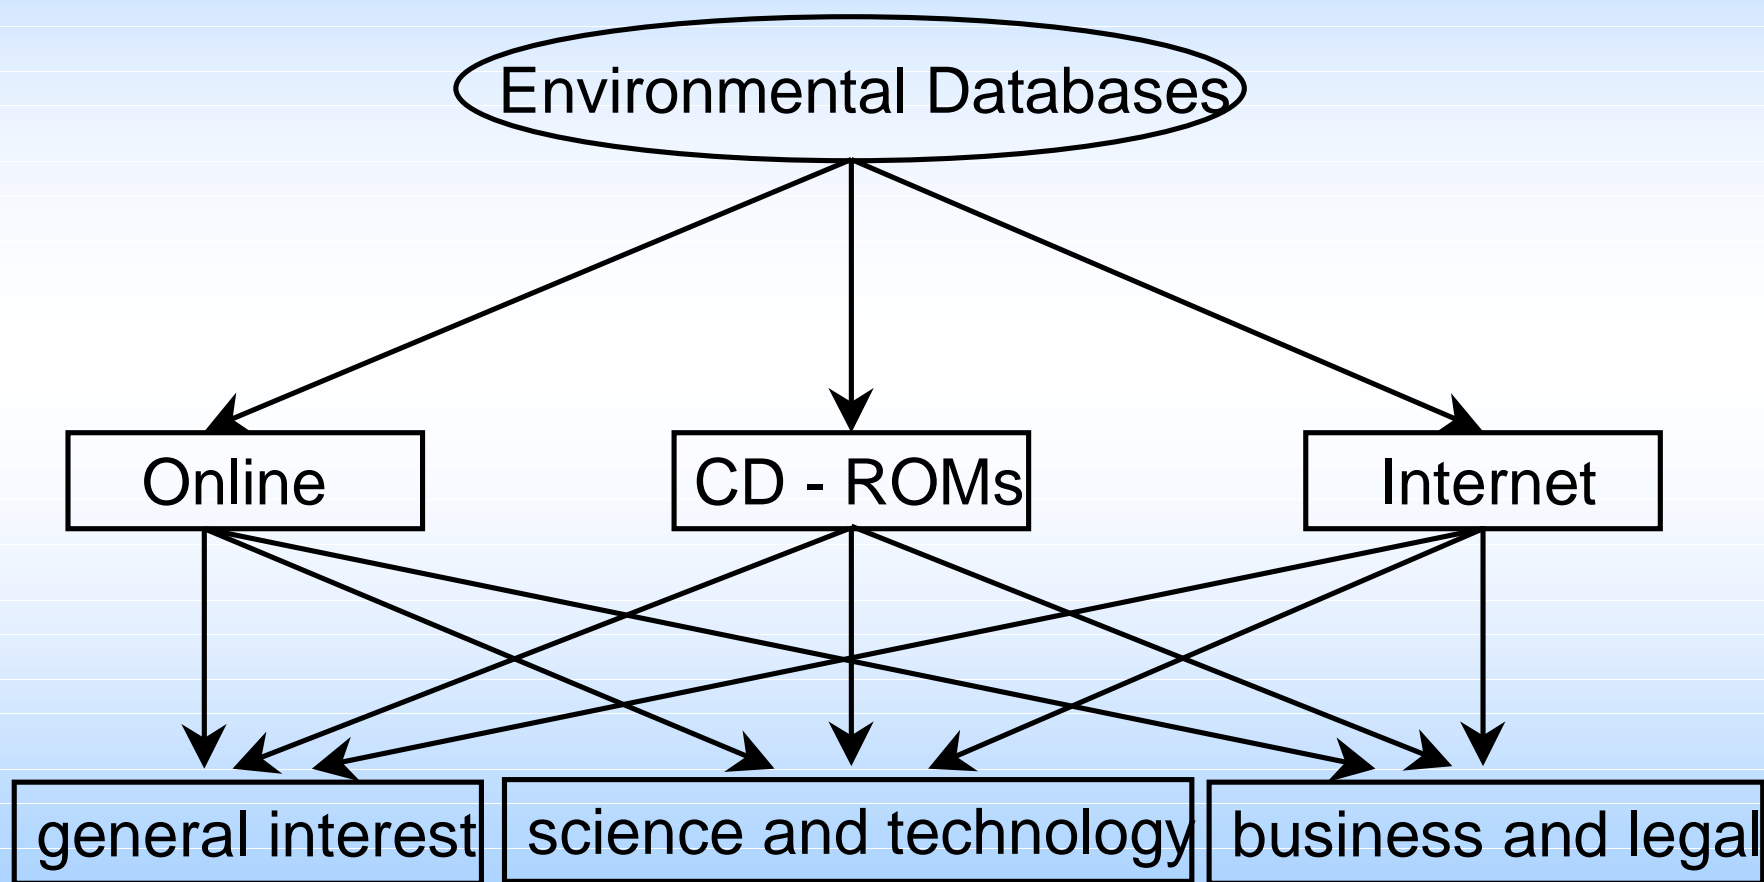 Environmental Databases
Online
CD - ROMs
Internet
general interest
science and technology
business and legal